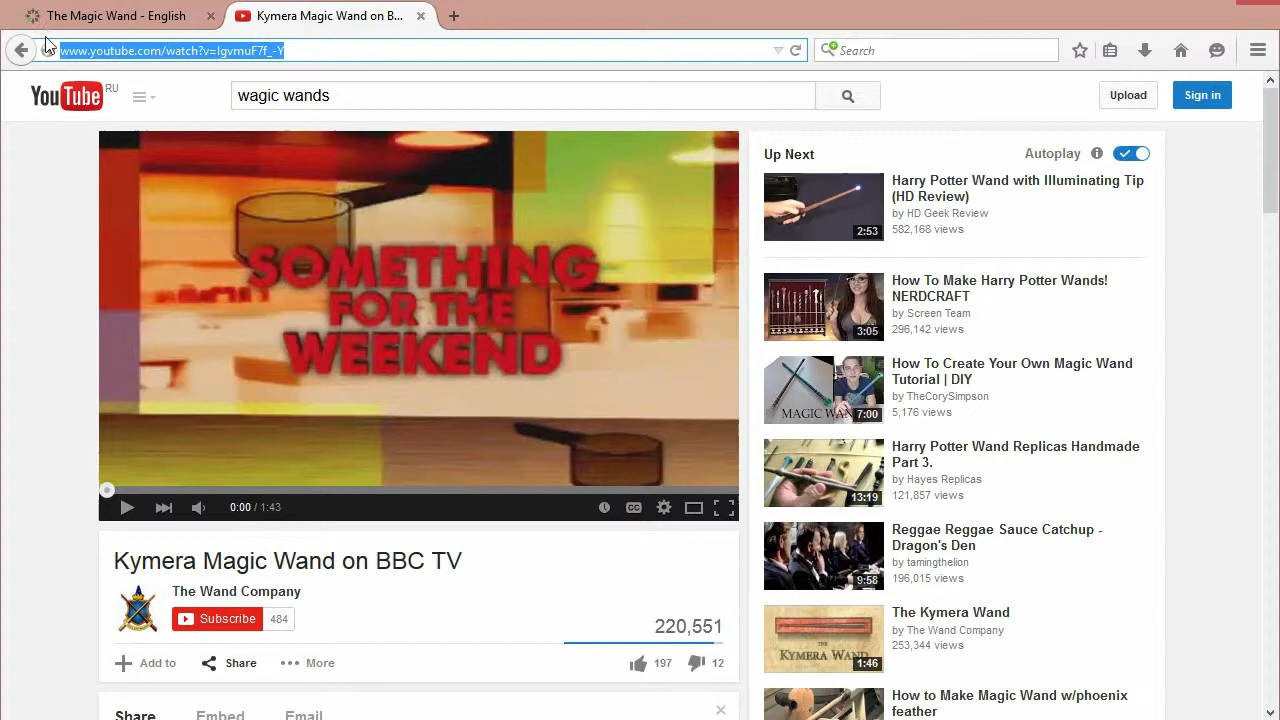 The Magic Wand - English
Kymera Magic Wand on B...
www.youtube.com/watch?v=lgvmuF7f_-Y
Search
YouTube RU
wagic wands
Upload
Sign in
SOMETHING
FOR THE
WEEKEND
0:00 / 1:43
CC
Kymera Magic Wand on BBC TV
The Wand Company
Subscribe 484
220,551
Add to
Share
More
197
12
Share
Embed
Email
Up Next
Autoplay
Harry Potter Wand with Illuminating Tip
(HD Review)
by HD Geek Review
582,168 views
2:53
How To Make Harry Potter Wands!
NERDCRAFT
by Screen Team
296,142 views
3:05
How To Create Your Own Magic Wand
Tutorial | DIY
by TheCorySimpson
5,176 views
MAGIC WAND
7:00
Harry Potter Wand Replicas Handmade
Part 3.
by Hayes Replicas
121,857 views
13:19
Reggae Reggae Sauce Catchup -
Dragon's Den
by tamingthelion
196,015 views
9:58
The Kymera Wand
by The Wand Company
253,344 views
THE
KYMERA WAND
1:46
How to Make Magic Wand w/phoenix
feather